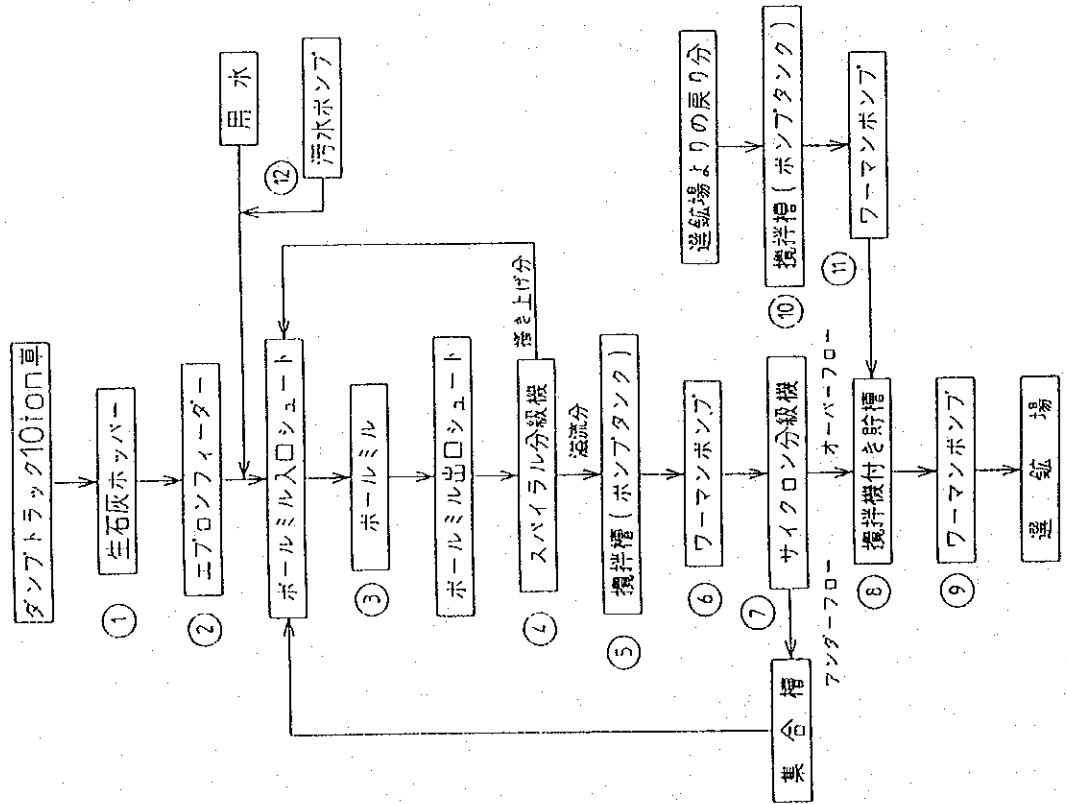 ダンプトラック10ton車
① 生石灰ホッパー
② エプロンフィーダー
用水
⑫ 汚水ポンプ
ボールミル入口シュート
③ ボールミル
ボールミル出口シュート
④ スパイラル分級機
掻き上げ分
溢流分
⑤ 攪拌槽(ポンプタンク)
⑥ ワーマンポンプ
⑦ サイクロン分級機
集合槽
アンダーフロー
オーバーフロー
選鉱場よりの戻り分
⑩ 攪拌槽(ポンプタンク)
⑪ ワーマンポンプ
⑧ 攪拌機付き貯槽
⑨ ワーマンポンプ
選鉱場